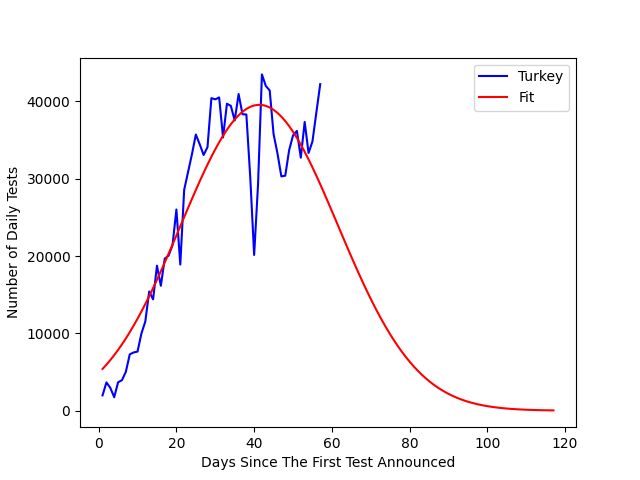 Turkey
Fit
40000
30000
20000
10000
0
Number of Daily Tests
0 20 40 60 80 100 120
Days Since The First Test Announced